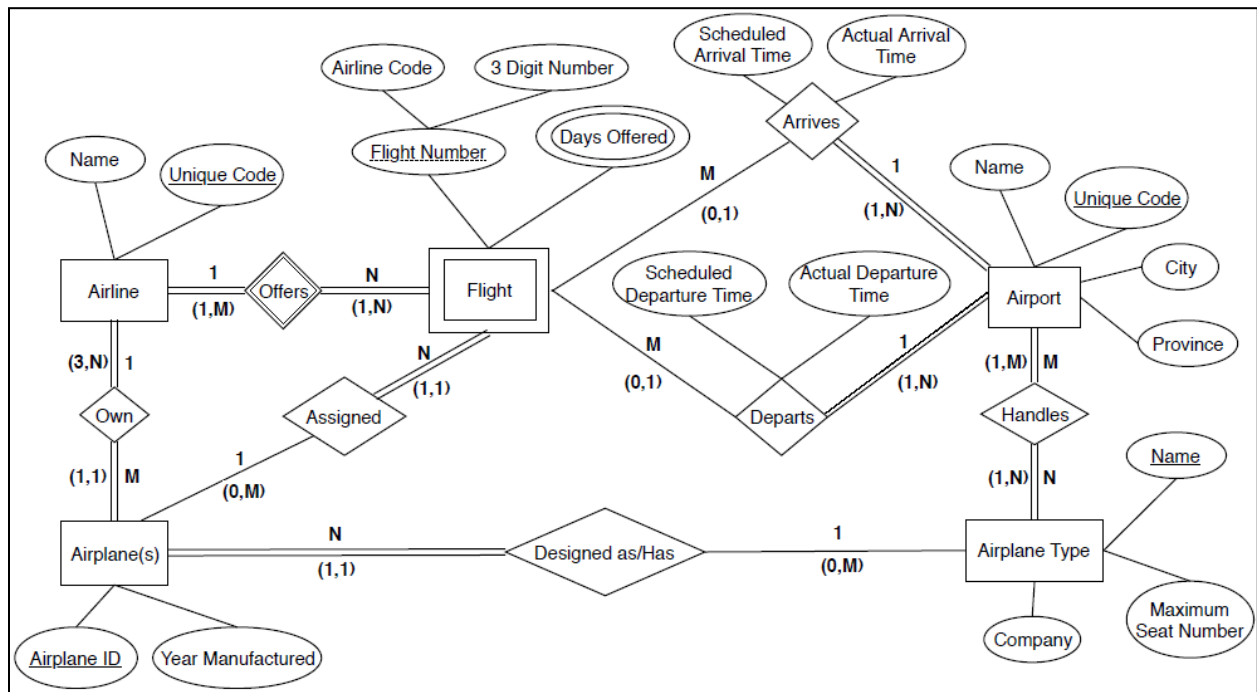 Scheduled
Arrival Time
Actual Arrival
Time
Airline Code
3 Digit Number
Arrives
Flight Number
Days Offered
Name
Unique Code
M
(0,1)
1
(1,N)
Name
Unique Code
City
Province
Airline
1
(1,M)
Offers
N
(1,N)
Flight
Scheduled
Departure Time
Actual Departure
Time
Airport
(3,N)
1
Own
(1,1)
M
N
(1,1)
Assigned
1
(0,M)
M
(0,1)
Departs
1
(1,N)
(1,M)
M
Handles
(1,N)
N
Name
Airplane(s)
N
(1,1)
Designed as/Has
1
(0,M)
Airplane Type
Airplane ID
Year Manufactured
Company
Maximum
Seat Number